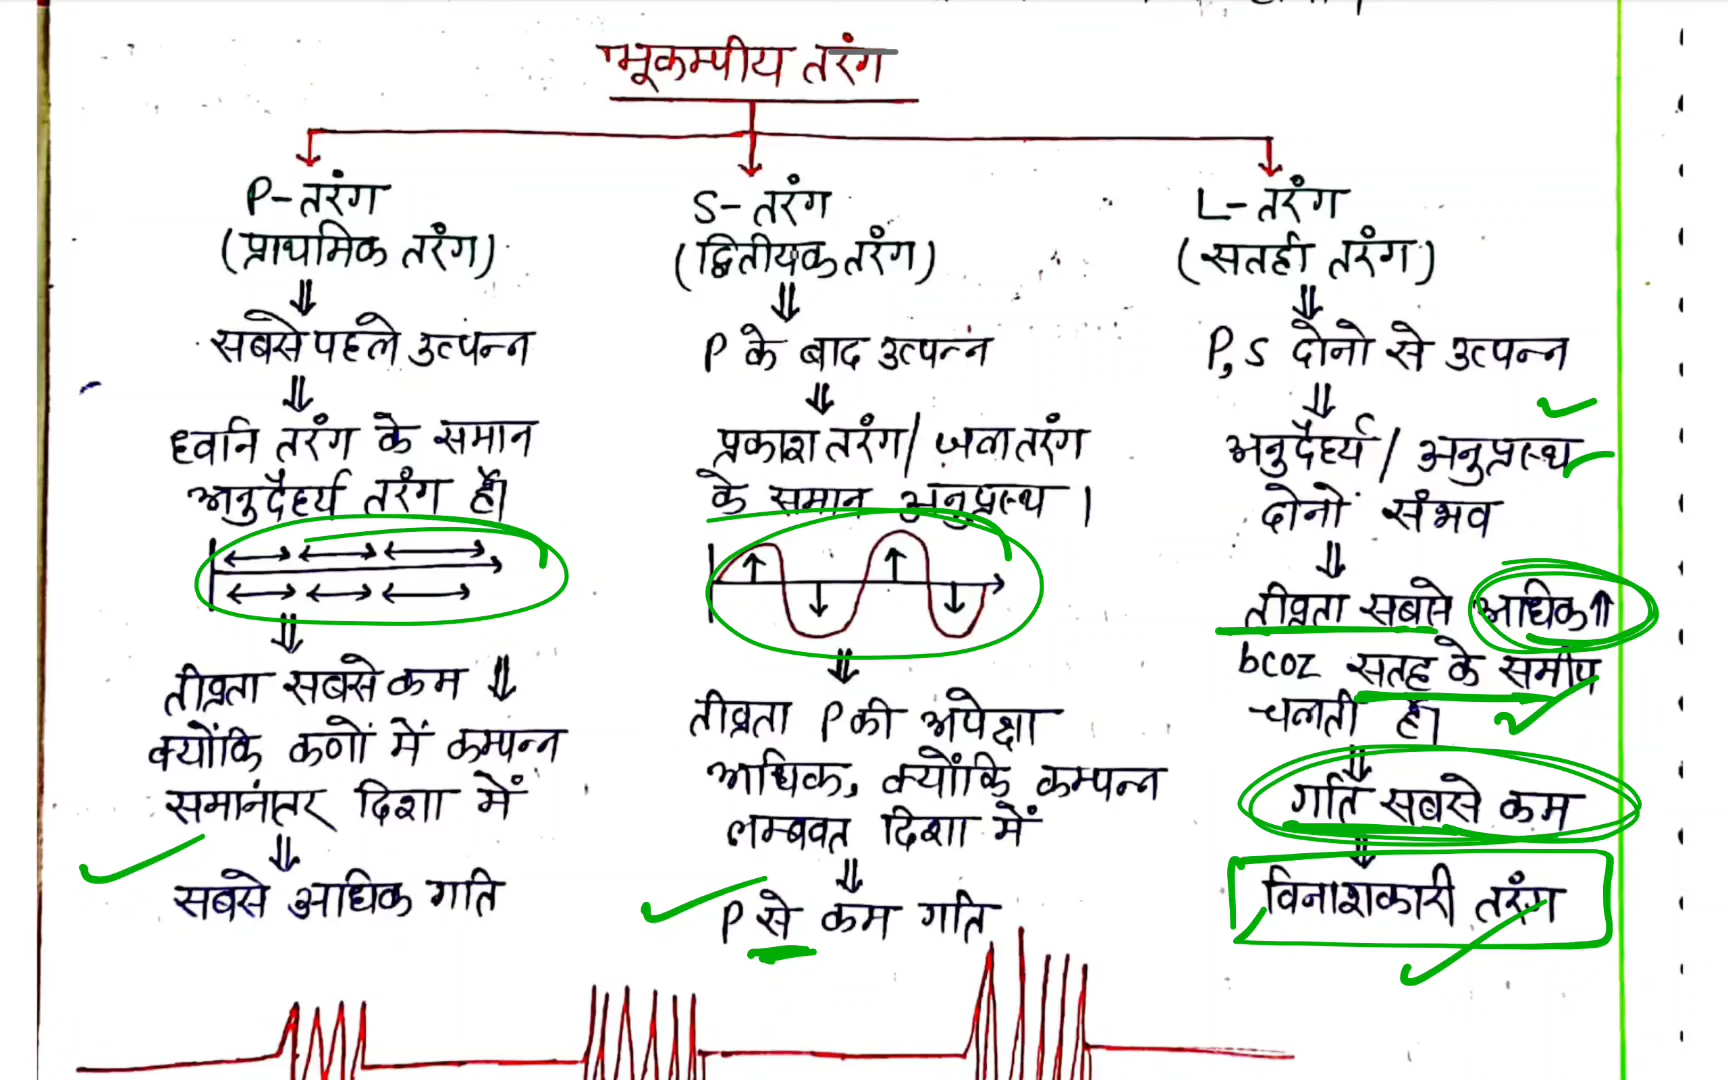 भूकम्पीय तरंग
P-तरंग
(प्राथमिक तरंग)
सबसे पहले उत्पन्न
ध्वनि तरंग के समान
अनुदैर्ध्य तरंग है।
तीव्रता सबसे कम ⇓
क्योंकि कणों में कम्पन्न
समानांतर दिशा में
सबसे अधिक गति
S-तरंग
(द्वितीयक तरंग)
P के बाद उत्पन्न
प्रकाश तरंग/ जल तरंग
के समान अनुप्रस्थ।
तीव्रता P की अपेक्षा
अधिक, क्योंकि कम्पन्न
लम्बवत दिशा में
P से कम गति
L-तरंग
(सतही तरंग)
P, S दोनो से उत्पन्न
अनुदैर्ध्य/ अनुप्रस्थ
दोनों संभव
तीव्रता सबसे अधिक⇑
bcoz सतह के समीप
चलती है।
गति सबसे कम
विनाशकारी तरंग